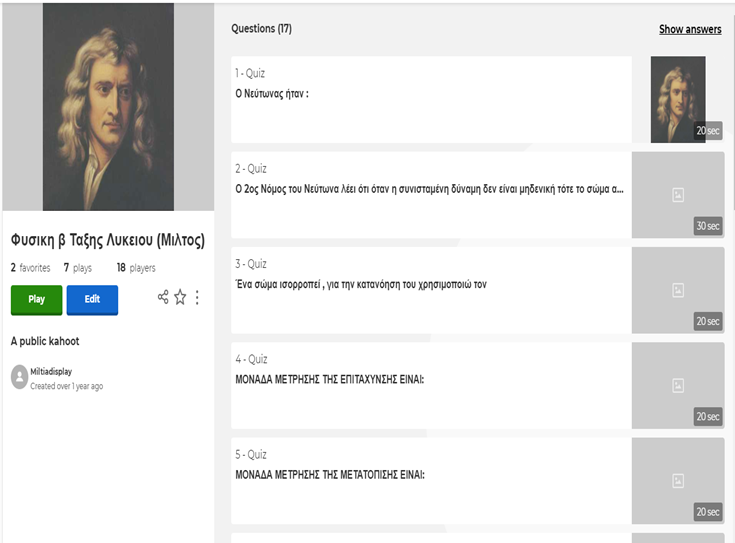 Questions (17)
Show answers
1 - Quiz
Ο Νεύτωνας ήταν :
20 sec
2 - Quiz
Ο 2ος Νόμος του Νεύτωνα λέει ότι όταν η συνισταμένη δύναμη δεν είναι μηδενική τότε το σώμα α...
30 sec
3 - Quiz
Ένα σώμα ισορροπεί , για την κατανόηση του χρησιμοποιώ τον
20 sec
4 - Quiz
ΜΟΝΑΔΑ ΜΕΤΡΗΣΗΣ ΤΗΣ ΕΠΙΤΑΧΥΝΣΗΣ ΕΙΝΑΙ:
20 sec
5 - Quiz
ΜΟΝΑΔΑ ΜΕΤΡΗΣΗΣ ΤΗΣ ΜΕΤΑΤΟΠΙΣΗΣ ΕΙΝΑΙ:
20 sec
Φυσικη β Ταξης Λυκειου (Μιλτος)
2 favorites 7 plays 18 players
Play Edit
A public kahoot
Miltiadisplay
Created over 1 year ago